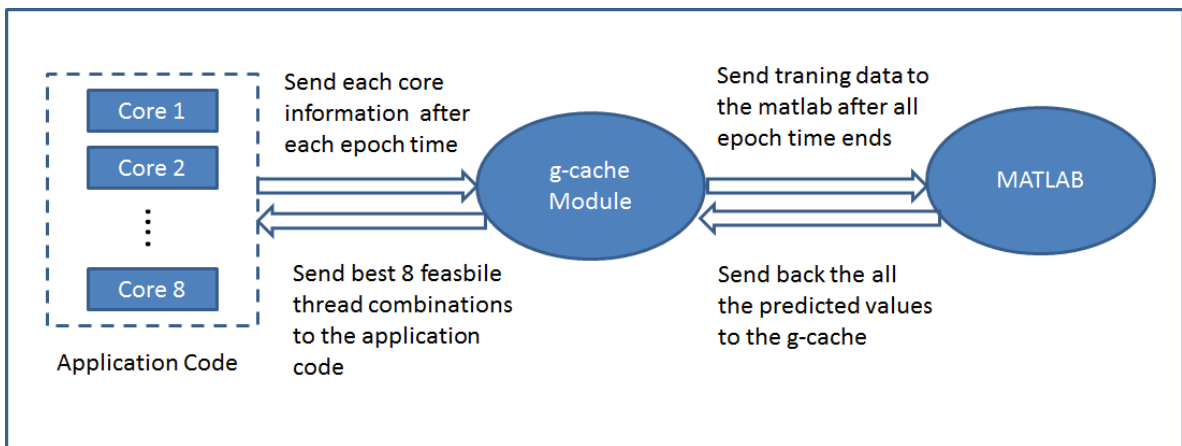 Core 1
Core 2
Core 8
Application Code
Send each core
information after
each epoch time
Send best 8 feasbile
thread combinations
to the application
code
g-cache
Module
Send traning data to
the matlab after all
epoch time ends
Send back the all
the predicted values
to the g-cache
MATLAB